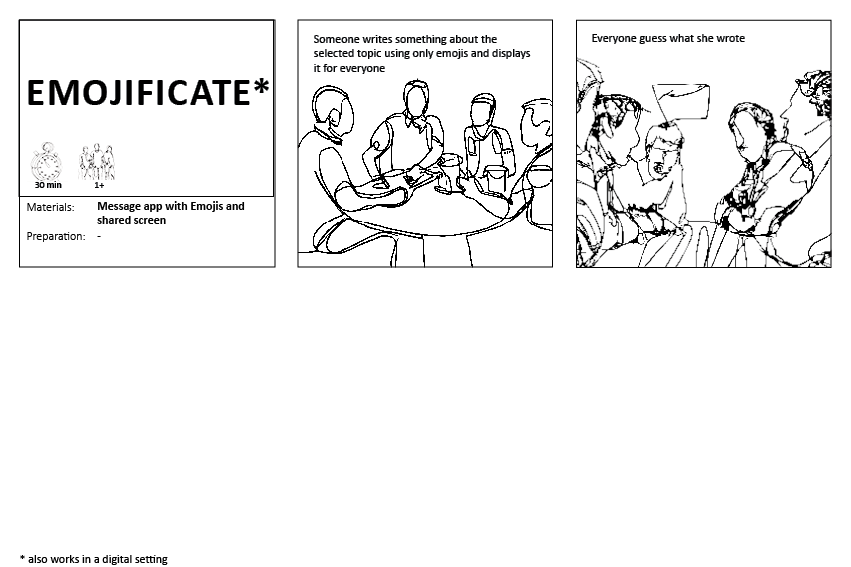 EMOJIFICATE*
30 min
1+
Materials: Message app with Emojis and
shared screen
Preparation: -
Someone writes something about the
selected topic using only emojis and displays
it for everyone
Everyone guess what she wrote
* also works in a digital setting